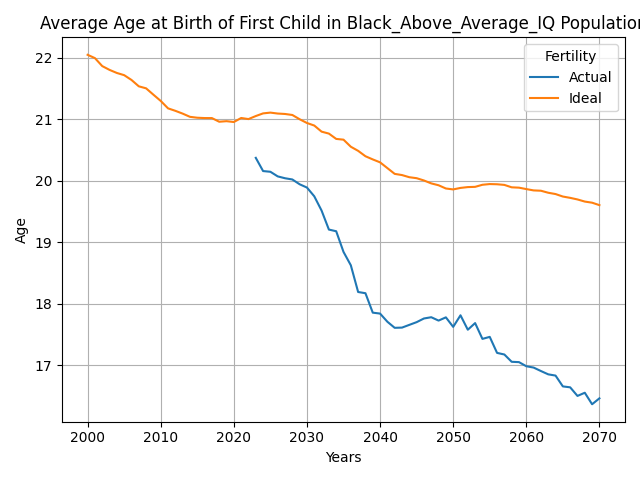 Average Age at Birth of First Child in Black_Above_Average_IQ Population
Fertility
Actual
Ideal
22
21
20
19
18
17
Age
2000 2010 2020 2030 2040 2050 2060 2070
Years